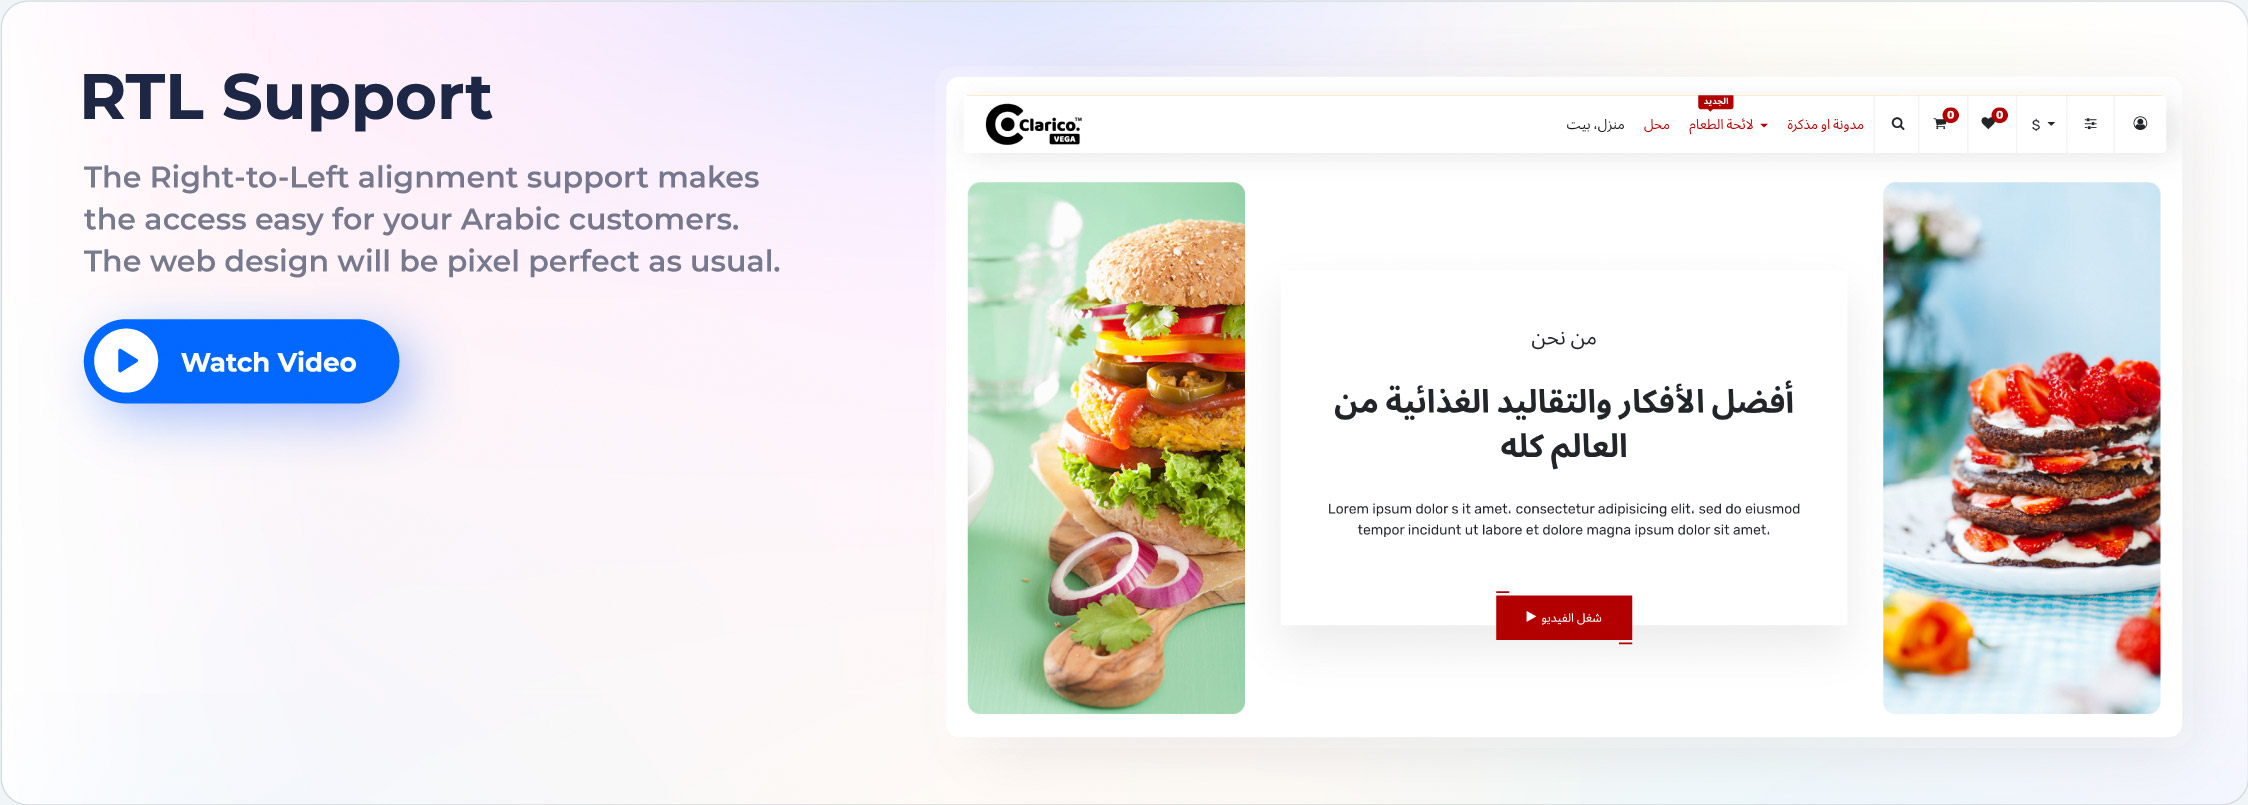 RTL Support
The Right-to-Left alignment support makes
the access easy for your Arabic customers.
The web design will be pixel perfect as usual.
Watch Video
Clarico.™
VEGA
منزل، بيت
محل
لائحة الطعام
الجديد
مدونة او مذكرة
0
0
$
من نحن
أفضل الأفكار والتقاليد الغذائية من
العالم كله
Lorem ipsum dolor s it amet. consectetur adipisicing elit. sed do eiusmod
tempor incidunt ut labore et dolore magna ipsum dolor sit amet.
شغل الفيديو